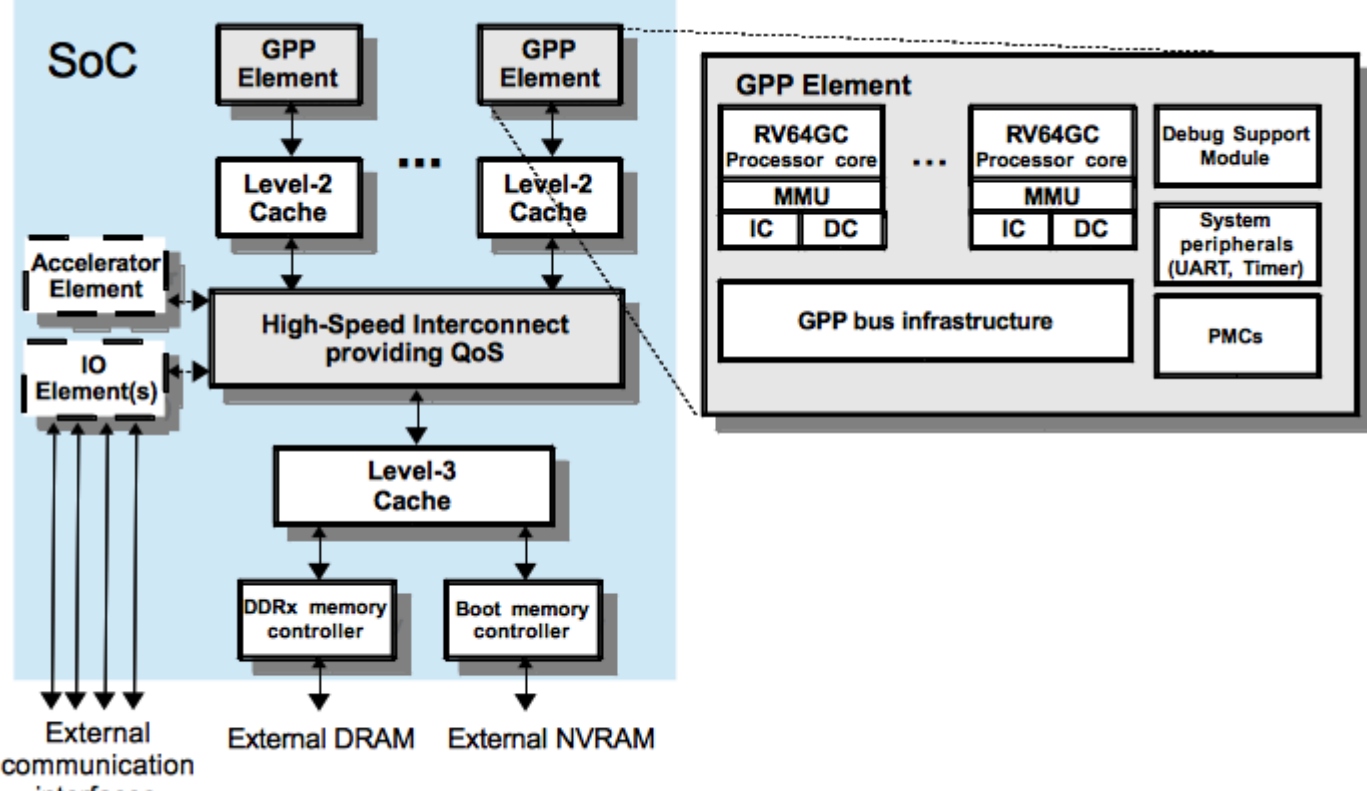 SoC
GPP
Element
GPP
Element
...
Level-2
Cache
Level-2
Cache
Accelerator
Element
IO
Element(s)
High-Speed Interconnect
providing QoS
Level-3
Cache
DDRx memory
controller
Boot memory
controller
External
communication
interfaces
External DRAM
External NVRAM
GPP Element
RV64GC
Processor core
MMU
IC
DC
...
RV64GC
Processor core
MMU
IC
DC
GPP bus infrastructure
Debug Support
Module
System
peripherals
(UART, Timer)
PMCs